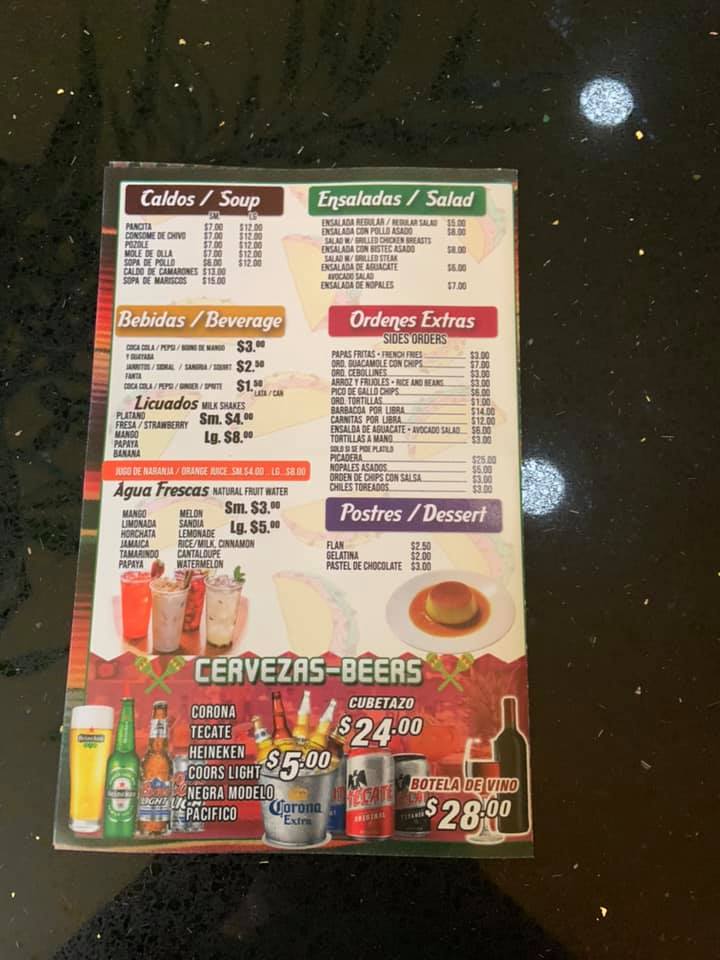 Caldos / Soup
SM. LG
PANCITA $7.00 $12.00
CONSOME DE CHIVO $7.00 $12.00
POZOLE $7.00 $12.00
MOLE DE OLLA $7.00 $12.00
SOPA DE POLLO $6.00 $12.00
CALDO DE CAMARONES $13.00
SOPA DE MARISCOS $15.00
Ensaladas / Salad
ENSALADA REGULAR / REGULAR SALAD $5.00
ENSALADA CON POLLO ASADO $8.00
SALAD W/ GRILLED CHICKEN BREASTS
ENSALADA CON BISTEC ASADO $8.00
SALAD W/ GRILLED STEAK
ENSALADA DE AGUACATE $6.00
AVOCADO SALAD
ENSALADA DE NOPALES $7.00
Bebidas / Beverage
COCA COLA / PEPSI / BOING DE MANGO $3.00
Y GUAYABA
JARRITOS / SIDRAL / SANGRIA / SQUIRT $2.50
FANTA
COCA COLA / PEPSI / GINGER / SPRITE $1.50
LATA / CAN
Licuados MILK SHAKES
PLATANO Sm. $4.00
FRESA / STRAWBERRY
MANGO Lg. $8.00
PAPAYA
BANANA
JUGO DE NARANJA / ORANGE JUICE..SM.$4.00 . LG ..$8.00
Agua Frescas NATURAL FRUIT WATER
MANGO MELON Sm. $3.00
LIMONADA SANDIA Lg. $5.00
HORCHATA LEMONADE
JAMAICA RICE/MILK, CINNAMON
TAMARINDO CANTALOUPE
PAPAYA WATERMELON
Ordenes Extras
SIDES ORDERS
PAPAS FRITAS • FRENCH FRIES $3.00
ORD. GUACAMOLE CON CHIPS $7.00
ORD. CEBOLLINES $3.00
ARROZ Y FRIJOLES • RICE AND BEANS $3.00
PICO DE GALLO CHIPS $6.00
ORD. TORTILLAS $1.00
BARBACOA POR LIBRA $14.00
CARNITAS POR LIBRA $12.00
ENSALDA DE AGUACATE • AVOCADO SALAD $6.00
TORTILLAS A MANO $3.00
SOLO SI SE PIDE PLATILO
PICADERA $25.00
NOPALES ASADOS $5.00
ORDEN DE CHIPS CON SALSA $3.00
CHILES TOREADOS $3.00
Postres / Dessert
FLAN $2.50
GELATINA $2.00
PASTEL DE CHOCOLATE $3.00
CERVEZAS-BEERS
CORONA
TECATE
HEINEKEN
COORS LIGHT
NEGRA MODELO
PACIFICO
$5.00
CUBETAZO
$24.00
BOTELA DE VINO
$28.00
Heineken
Heineken
LIGHT
Corona
Extra
TECATE
ORIGINAL
TITANIUM